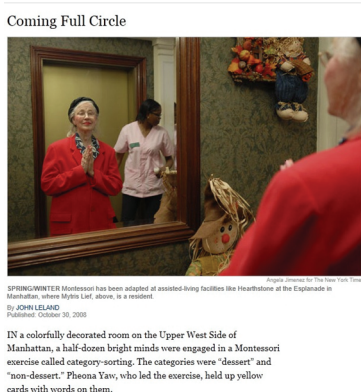 Coming Full Circle
Angela Jimenez for The New York Times
SPRING/WINTER Montessori has been adapted at assisted-living facilities like Hearthstone at the Esplanade in
Manhattan, where Mytris Lief, above, is a resident.
By JOHN LELAND
Published: October 30, 2008
IN a colorfully decorated room on the Upper West Side of
Manhattan, a half-dozen bright minds were engaged in a Montessori
exercise called category-sorting. The categories were “dessert” and
“non-dessert.” Pheona Yaw, who led the exercise, held up yellow
cards with words on them.